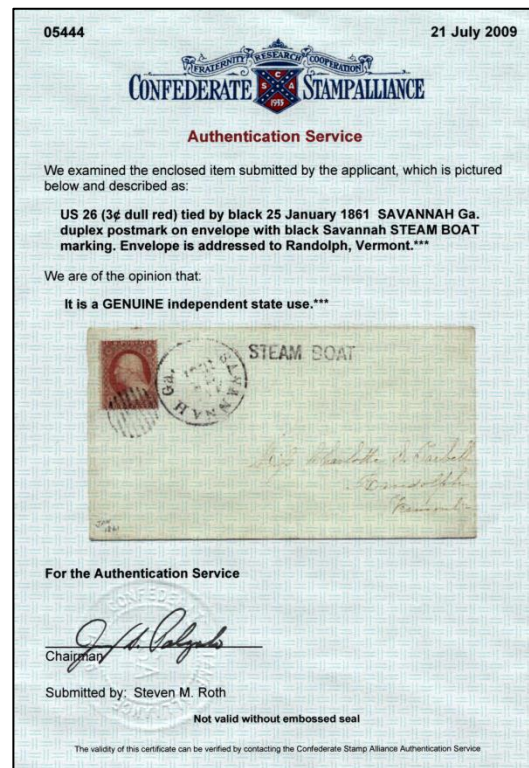 05444
21 July 2009
FRATERNITY RESEARCH COOPERATION
CONFEDERATE STAMP ALLIANCE
CSA
1935
Authentication Service
We examined the enclosed item submitted by the applicant, which is pictured
below and described as:
US 26 (3¢ dull red) tied by black 25 January 1861 SAVANNAH Ga.
duplex postmark on envelope with black Savannah STEAM BOAT
marking. Envelope is addressed to Randolph, Vermont.***
We are of the opinion that:
It is a GENUINE independent state use.***
SAVANNAH Ga.
STEAM BOAT
Miss Charlotte
Randolph
Vermont
For the Authentication Service
Chairman
Submitted by: Steven M. Roth
Not valid without embossed seal
The validity of this certificate can be verified by contacting the Confederate Stamp Alliance Authentication Service